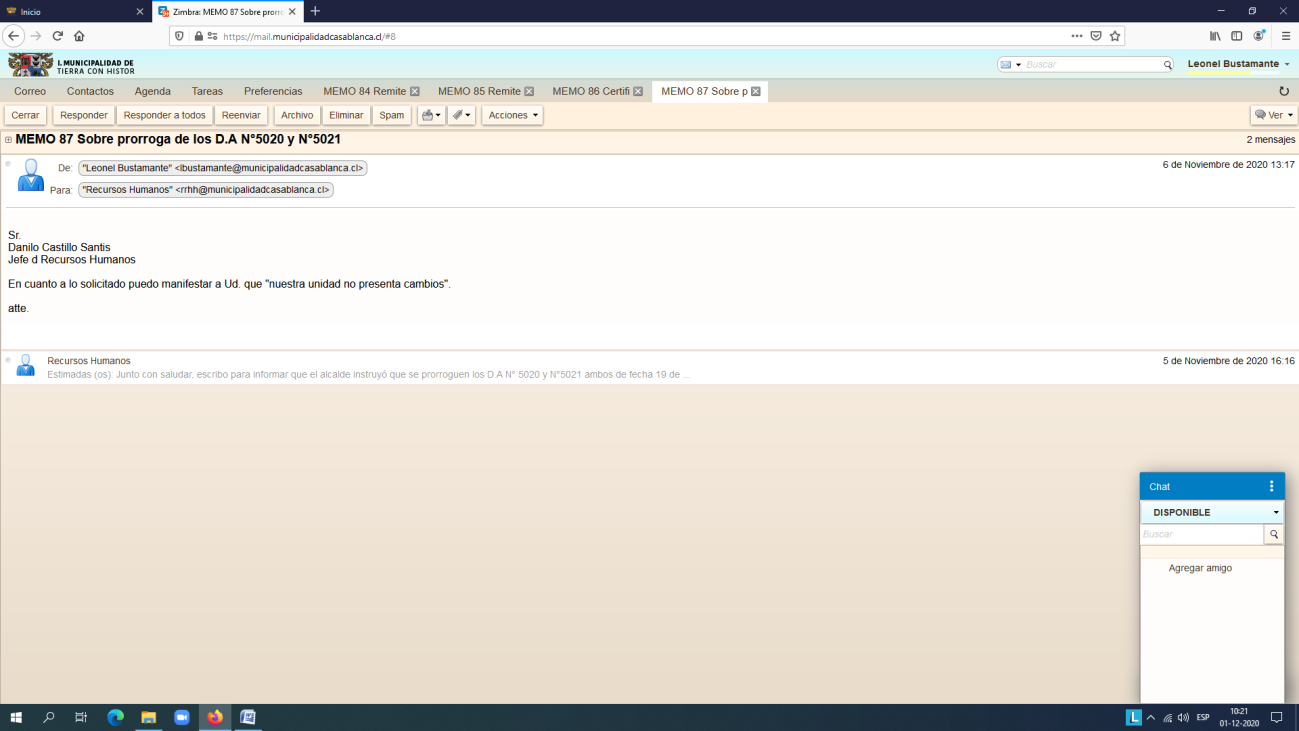 Inicio
Zimbra: MEMO 87 Sobre prorro
https://mail.municipalidadcasablanca.cl/#8
I. MUNICIPALIDAD DE
TIERRA CON HISTOR
Buscar
Leonel Bustamante
Correo Contactos Agenda Tareas Preferencias MEMO 84 Remite MEMO 85 Remite MEMO 86 Certifi MEMO 87 Sobre p
Cerrar Responder Responder a todos Reenviar Archivo Eliminar Spam Acciones Ver
MEMO 87 Sobre prorroga de los D.A N°5020 y N°5021
2 mensajes
De: "Leonel Bustamante" <lbustamante@municipalidadcasablanca.cl>
6 de Noviembre de 2020 13:17
Para: "Recursos Humanos" <rrhh@municipalidadcasablanca.cl>
Sr.
Danilo Castillo Santis
Jefe d Recursos Humanos
En cuanto a lo solicitado puedo manifestar a Ud. que "nuestra unidad no presenta cambios".
atte.
Recursos Humanos
5 de Noviembre de 2020 16:16
Estimadas (os): Junto con saludar, escribo para informar que el alcalde instruyó que se prorroguen los D.A N° 5020 y N°5021 ambos de fecha 19 de ...
Chat
DISPONIBLE
Buscar
Agregar amigo
L
ESP
10:21
01-12-2020